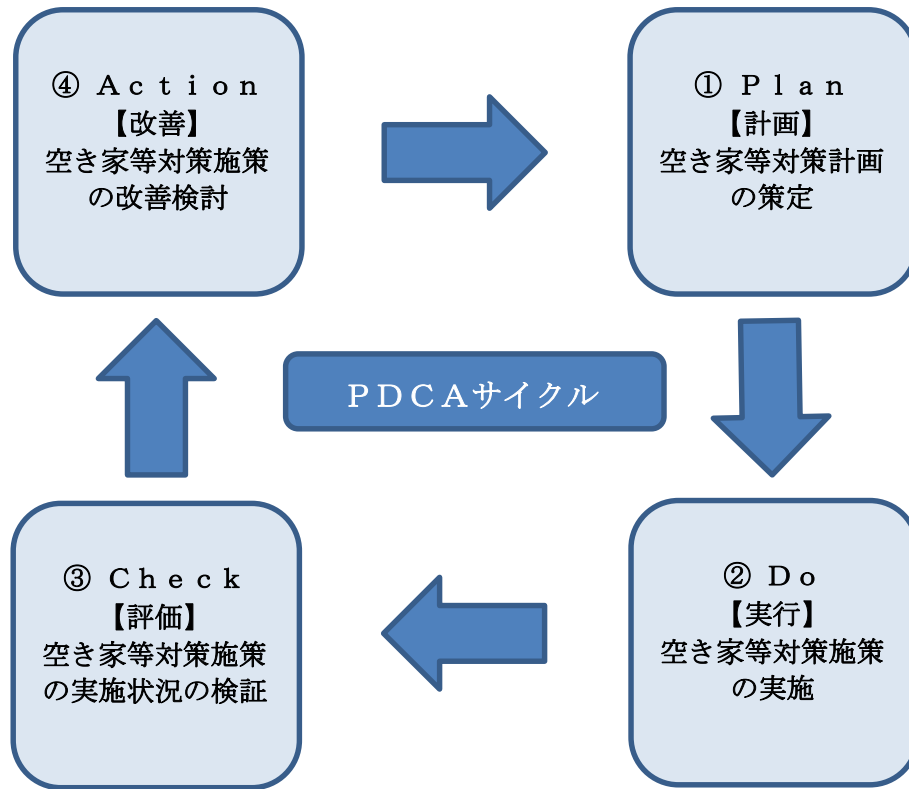 ④ Ａｃｔｉｏｎ
【改善】
空き家等対策施策
の改善検討
① Ｐｌａｎ
【計画】
空き家等対策計画
の策定
ＰＤＣＡサイクル
③ Ｃｈｅｃｋ
【評価】
空き家等対策施策
の実施状況の検証
② Ｄｏ
【実行】
空き家等対策施策
の実施